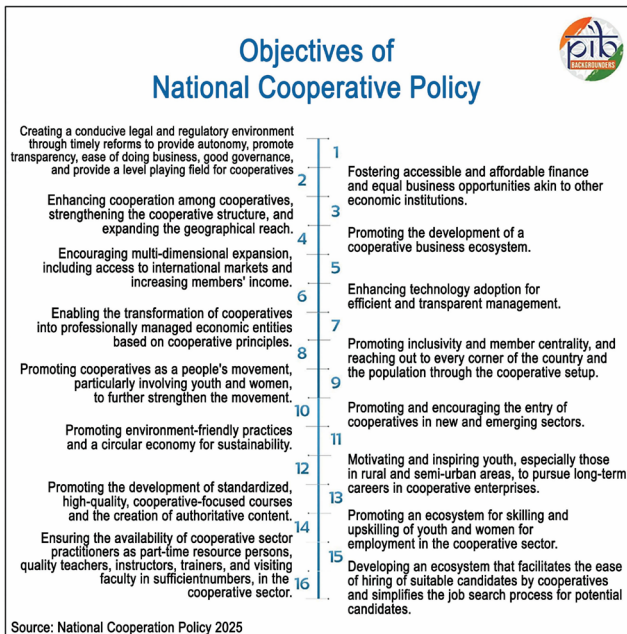 Objectives of
National Cooperative Policy
pib
BACKGROUNDERS
1
Creating a conducive legal and regulatory environment
through timely reforms to provide autonomy, promote
transparency, ease of doing business, good governance,
and provide a level playing field for cooperatives
2
Fostering accessible and affordable finance
and equal business opportunities akin to other
economic institutions.
3
Enhancing cooperation among cooperatives,
strengthening the cooperative structure, and
expanding the geographical reach.
4
Promoting the development of a
cooperative business ecosystem.
5
Encouraging multi-dimensional expansion,
including access to international markets and
increasing members' income.
6
Enhancing technology adoption for
efficient and transparent management.
7
Enabling the transformation of cooperatives
into professionally managed economic entities
based on cooperative principles.
8
Promoting inclusivity and member centrality, and
reaching out to every corner of the country and
the population through the cooperative setup.
9
Promoting cooperatives as a people's movement,
particularly involving youth and women,
to further strengthen the movement.
10
Promoting and encouraging the entry of
cooperatives in new and emerging sectors.
11
Promoting environment-friendly practices
and a circular economy for sustainability.
12
Motivating and inspiring youth, especially those
in rural and semi-urban areas, to pursue long-term
careers in cooperative enterprises.
13
Promoting the development of standardized,
high-quality, cooperative-focused courses
and the creation of authoritative content.
14
Promoting an ecosystem for skilling and
upskilling of youth and women for
employment in the cooperative sector.
15
Ensuring the availability of cooperative sector
practitioners as part-time resource persons,
quality teachers, instructors, trainers, and visiting
faculty in sufficientnumbers, in the
cooperative sector.
16
Developing an ecosystem that facilitates the ease
of hiring of suitable candidates by cooperatives
and simplifies the job search process for potential
candidates.
Source: National Cooperation Policy 2025